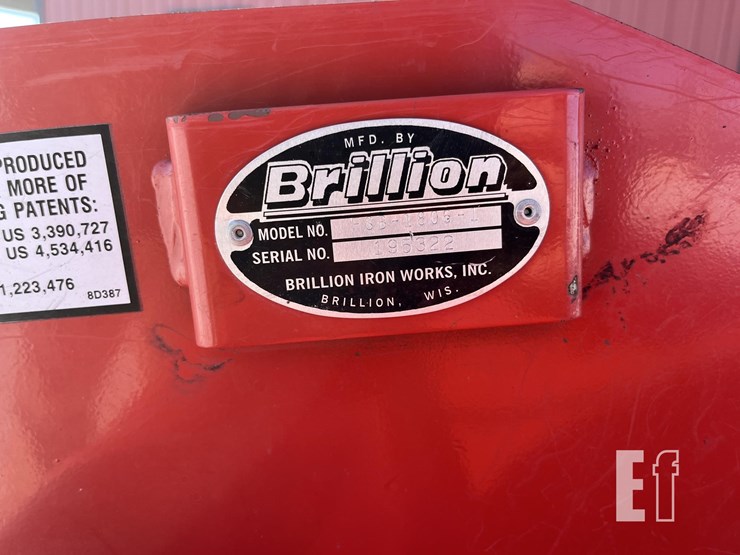 PRODUCED
MORE OF
G PATENTS:
US 3,390,727
US 4,534,416
1,223,476
8D387
MFD. BY
Brillion
MODEL NO.
SERIAL NO. 195322
BRILLION IRON WORKS, INC.
BRILLION, WIS.
Ef